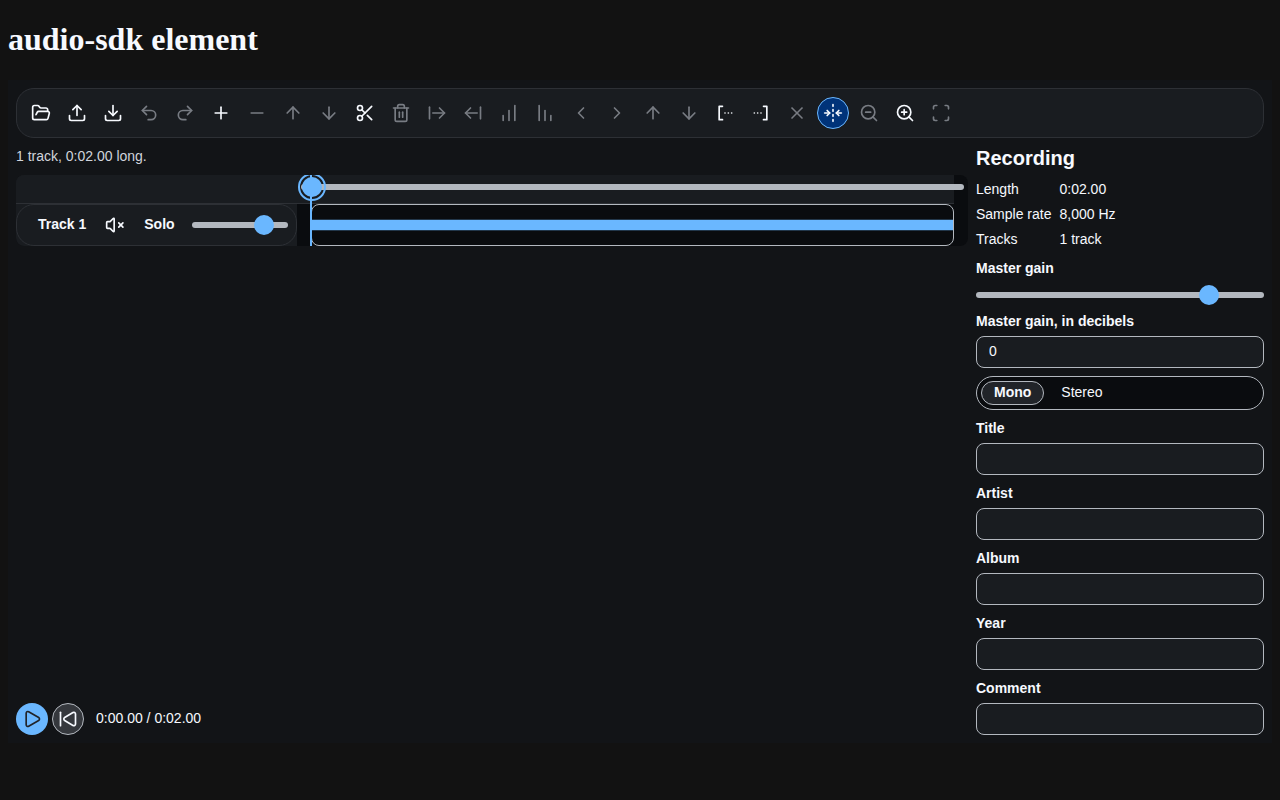 audio-sdk element
1 track, 0:02.00 long.
Track 1 Solo
0:00.00 / 0:02.00
Recording
Length 0:02.00
Sample rate 8,000 Hz
Tracks 1 track
Master gain
Master gain, in decibels
0
Mono Stereo
Title
Artist
Album
Year
Comment